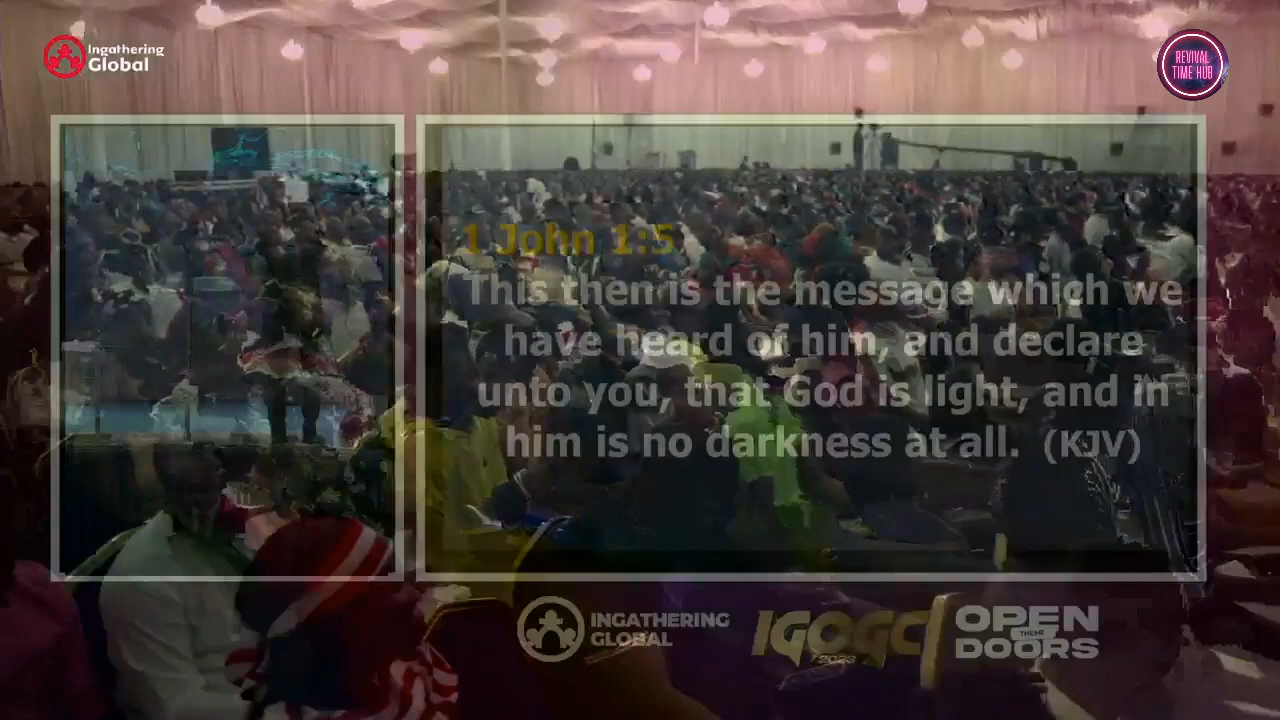 Ingathering
Global
REVIVAL
TIME HUB
1 John 1:5
This then is the message which we
have heard of him, and declare
unto you, that God is light, and in
him is no darkness at all. (KJV)
INGATHERING
GLOBAL
IGOGC
2023
OPEN
THEME
DOORS